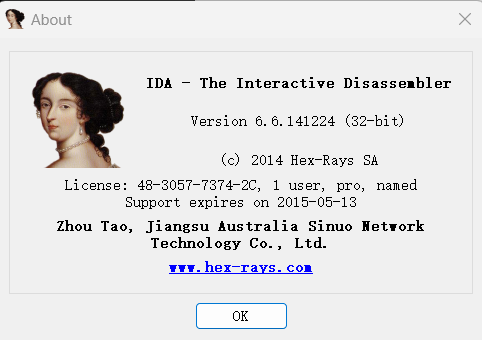 About
IDA - The Interactive Disassembler
Version 6.6.141224 (32-bit)
(c) 2014 Hex-Rays SA
License: 48-3057-7374-2C, 1 user, pro, named
Support expires on 2015-05-13
Zhou Tao, Jiangsu Australia Sinuo Network
Technology Co., Ltd.
www.hex-rays.com
OK